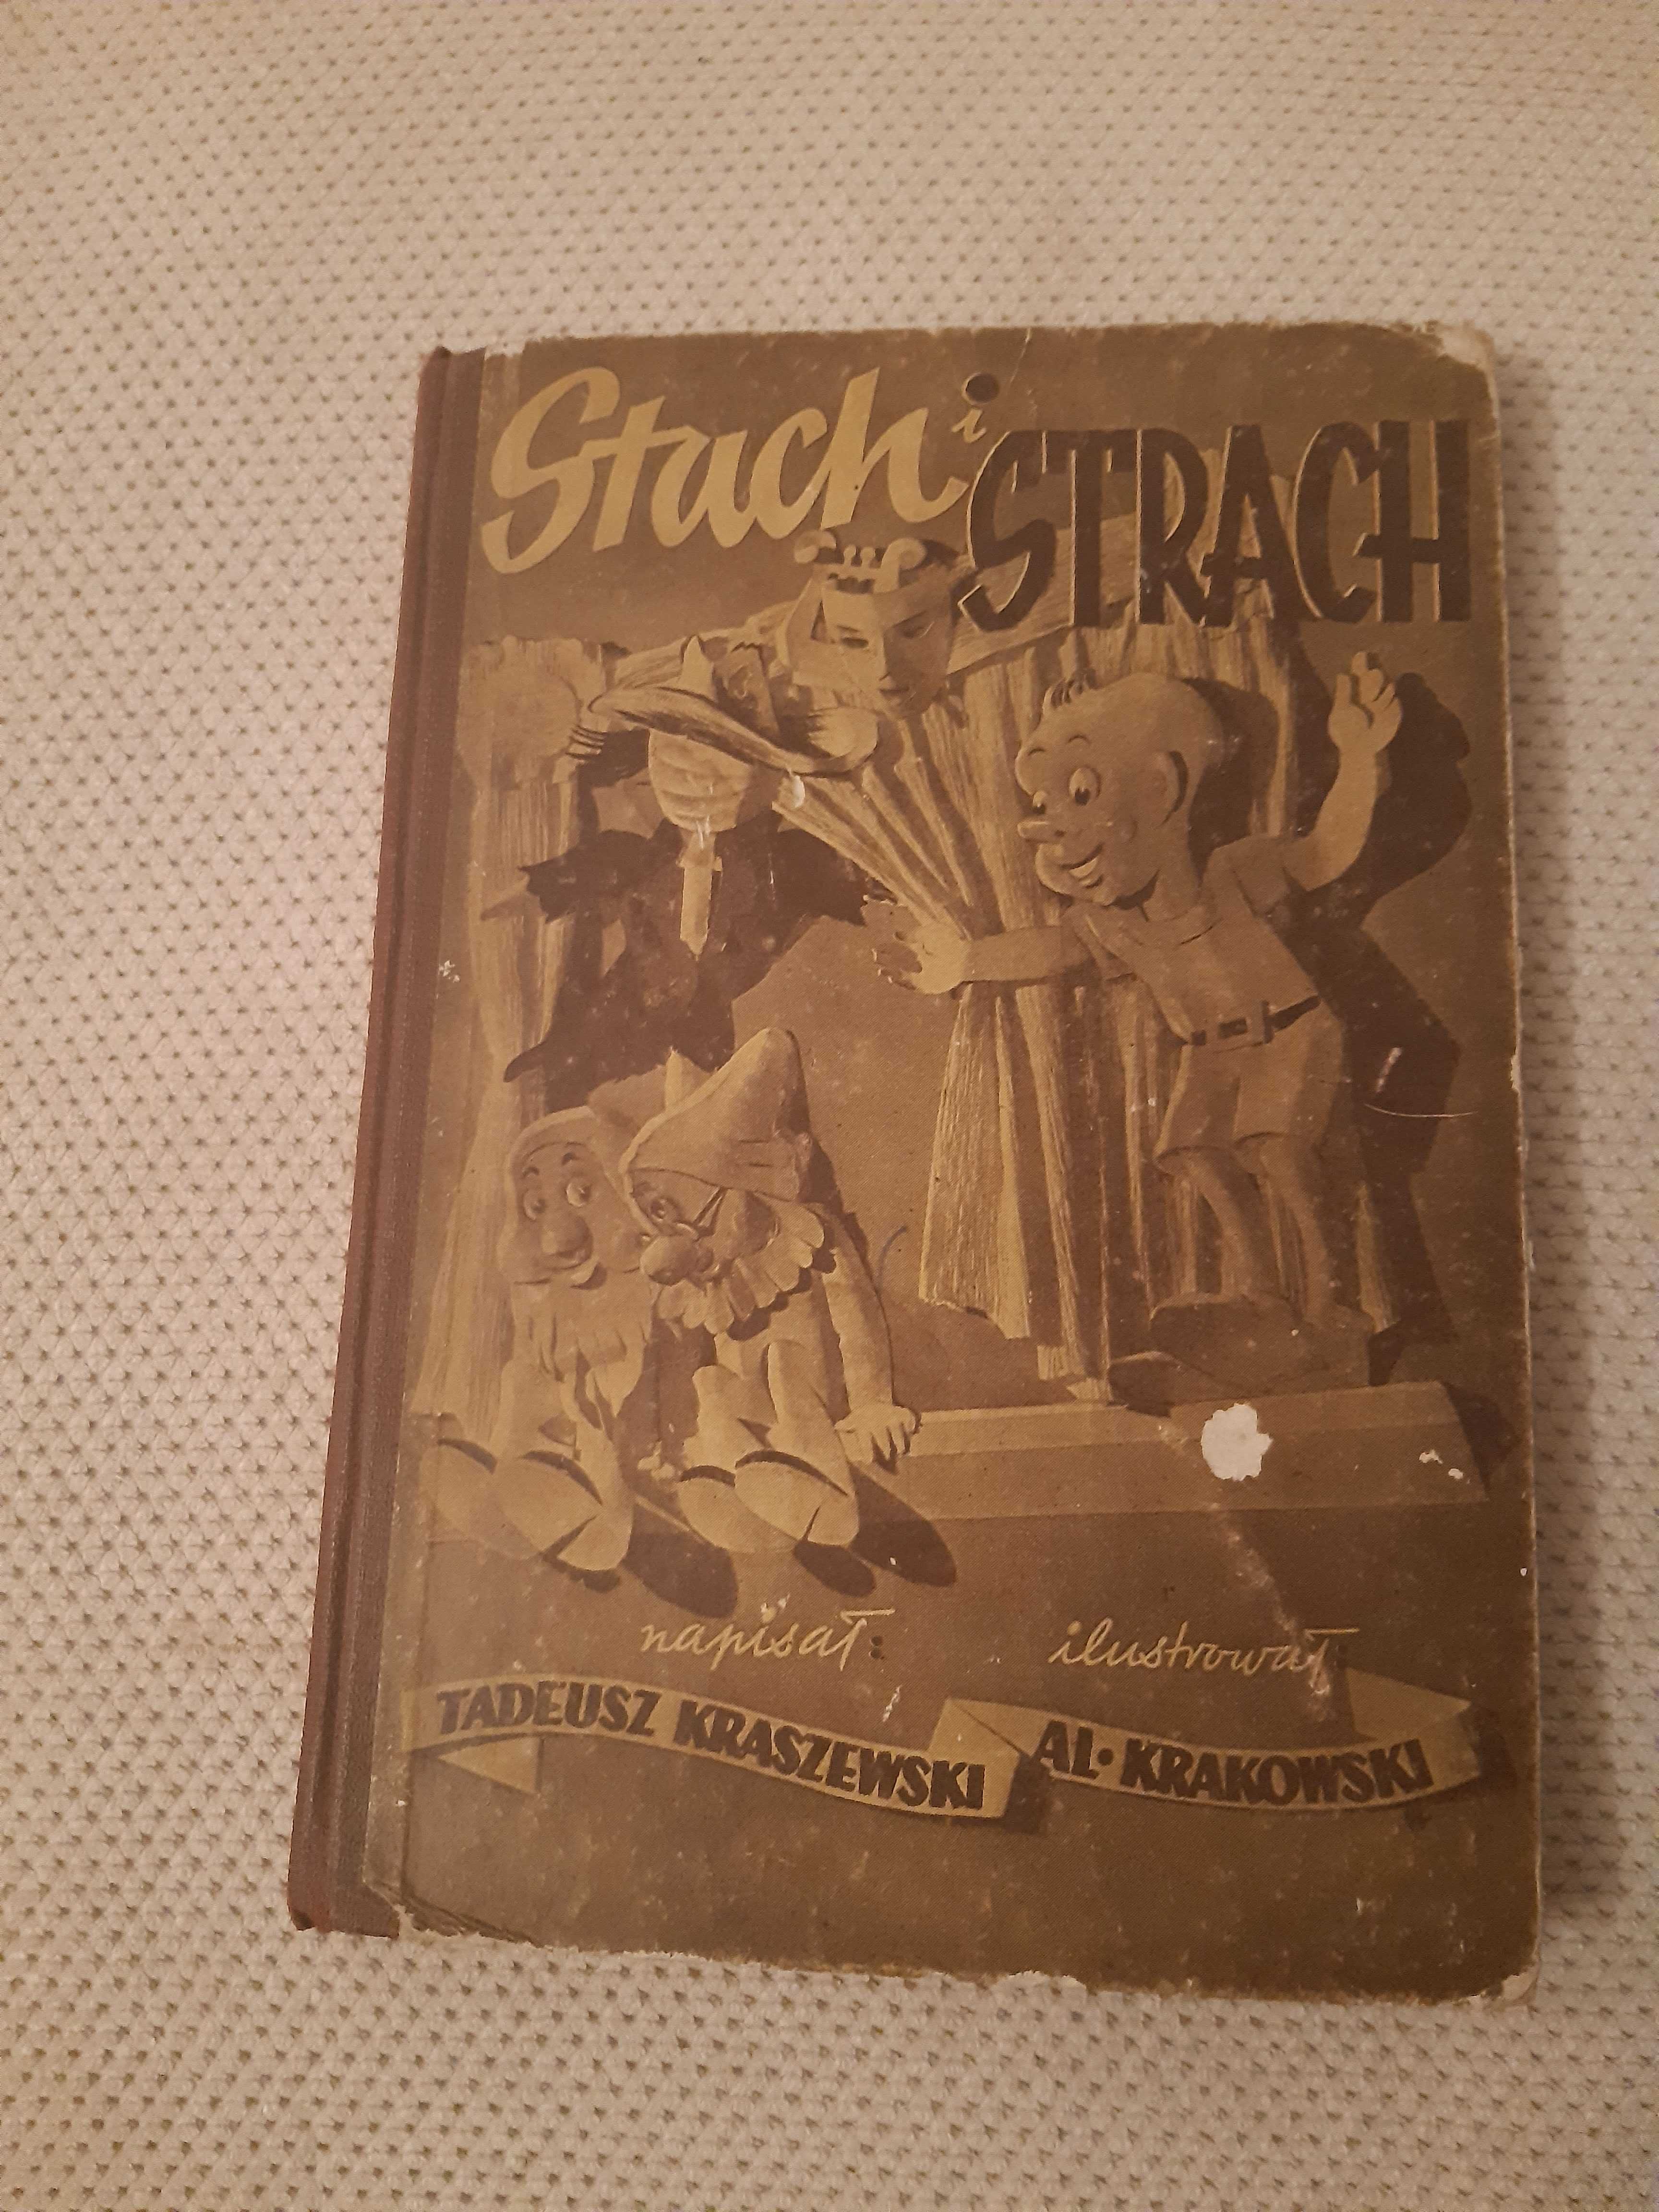 Stach i STRACH
napisał: ilustrował
TADEUSZ KRASZEWSKI AL. KRAKOWSKI